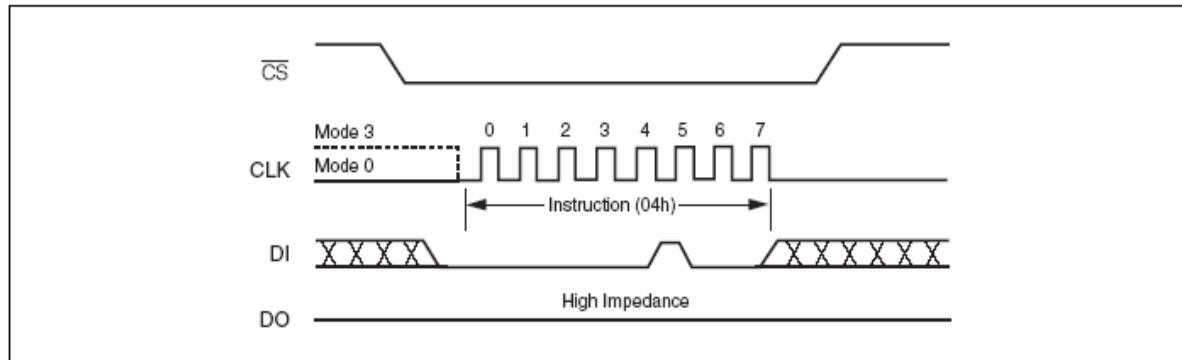 CS
Mode 3
0 1 2 3 4 5 6 7
CLK
Mode 0
Instruction (04h)
DI
High Impedance
DO